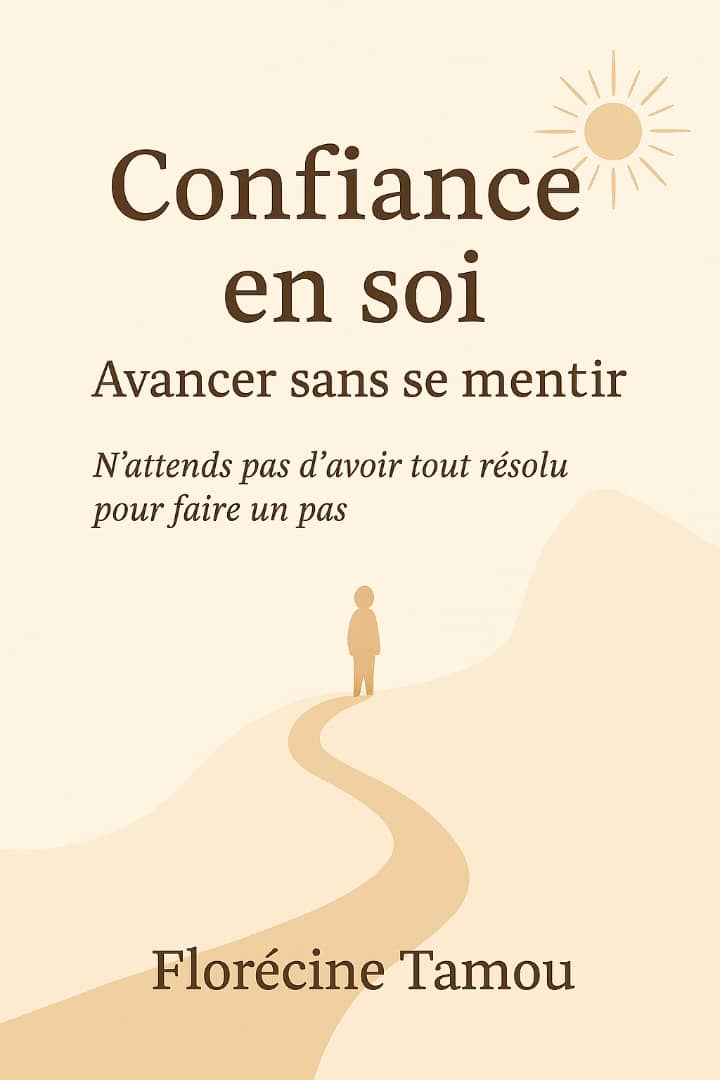 Confiance
en soi
Avancer sans se mentir
N’attends pas d’avoir tout résolu
pour faire un pas
Florécine Tamou